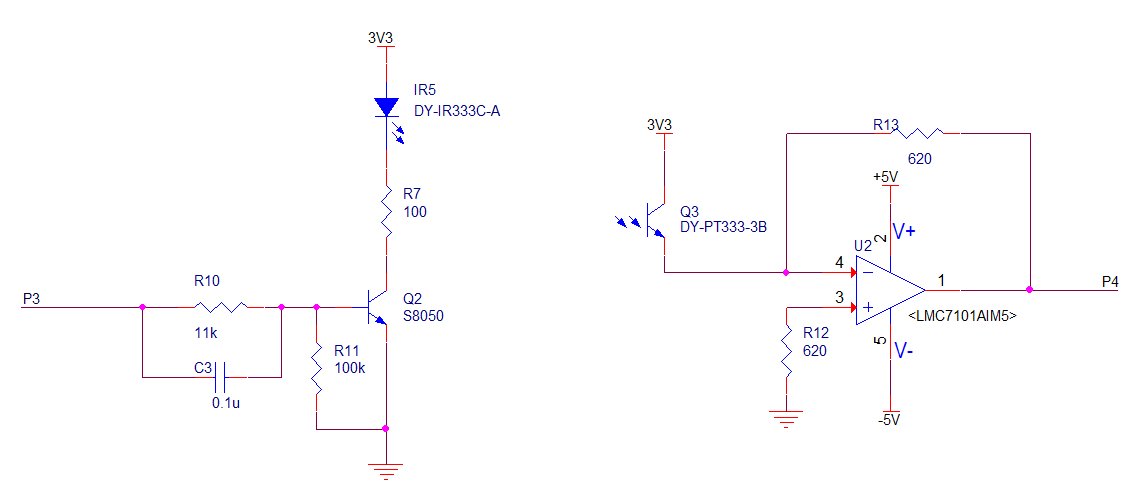 3V3
IR5
DY-IR333C-A
R7
100
R10
11k
P3
C3
0.1u
R11
100k
Q2
S8050
3V3
Q3
DY-PT333-3B
R13
620
+5V
V+
2
U2
4
3
1
P4
<LMC7101AIM5>
R12
620
5
V-
-5V